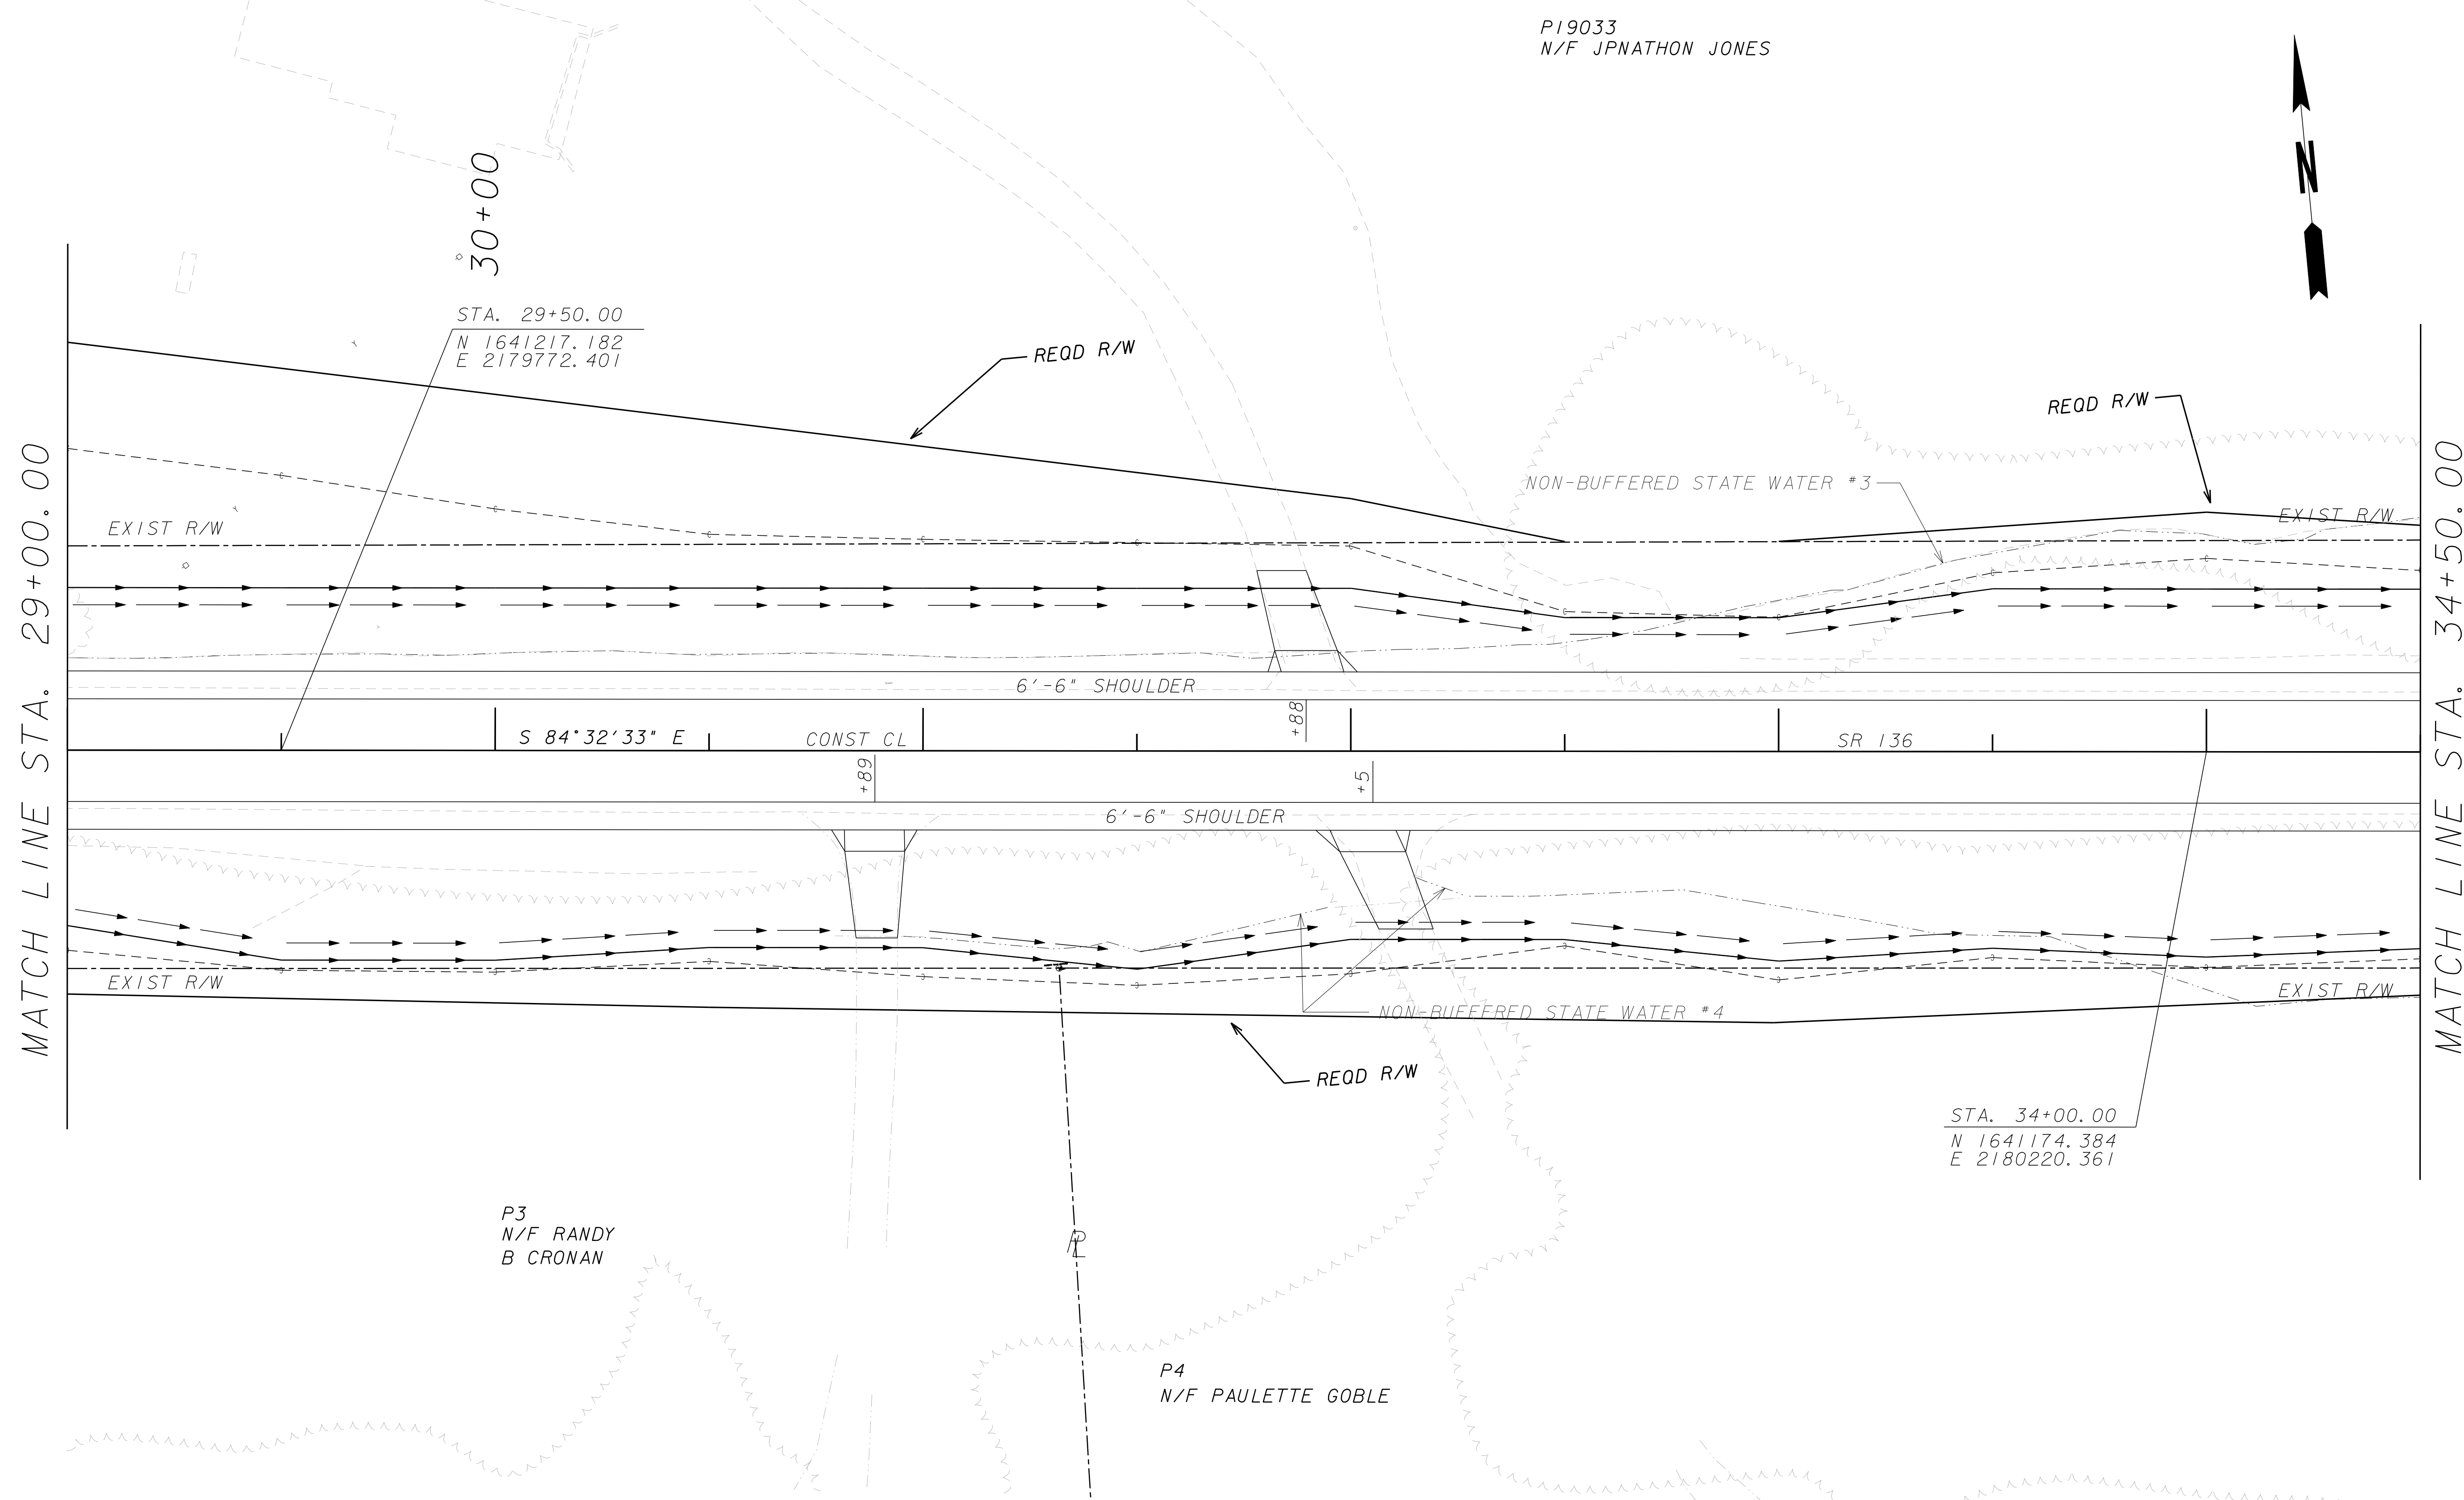 P19033
N/F JPNATHON JONES
N
30+00
STA. 29+50.00
N 1641217.182
E 2179772.401
REQD R/W
REQD R/W
NON-BUFFERED STATE WATER #3
EXIST R/W
EXIST R/W
MATCH LINE STA. 29+00.00
MATCH LINE STA. 34+50.00
6'-6" SHOULDER
+88
S 84°32'33" E
CONST CL
SR 136
+89
+5
6'-6" SHOULDER
EXIST R/W
EXIST R/W
NON-BUFFERED STATE WATER #4
REQD R/W
STA. 34+00.00
N 1641174.384
E 2180220.361
P3
N/F RANDY
B CRONAN
PL
P4
N/F PAULETTE GOBLE